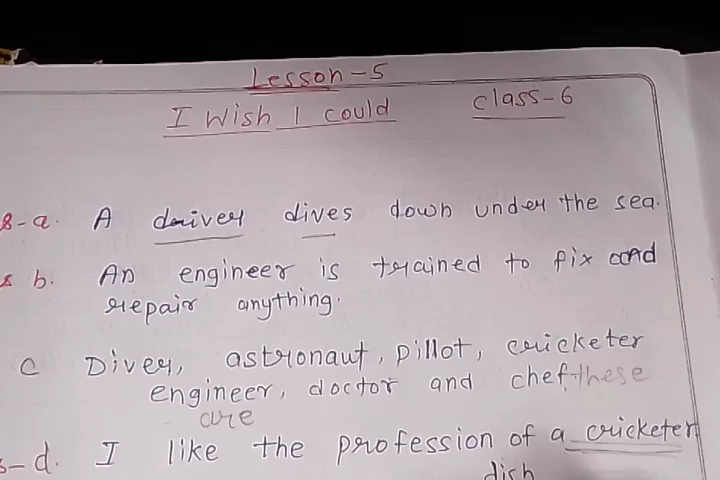 Lesson-5
I Wish I could class-6
8-a. A driver dives down under the sea.
b. An engineer is trained to fix and
repair anything.
c Diver, astronaut, pillot, cricketer
engineer, doctor and chef these
are
d. I like the profession of a cricketer
dish